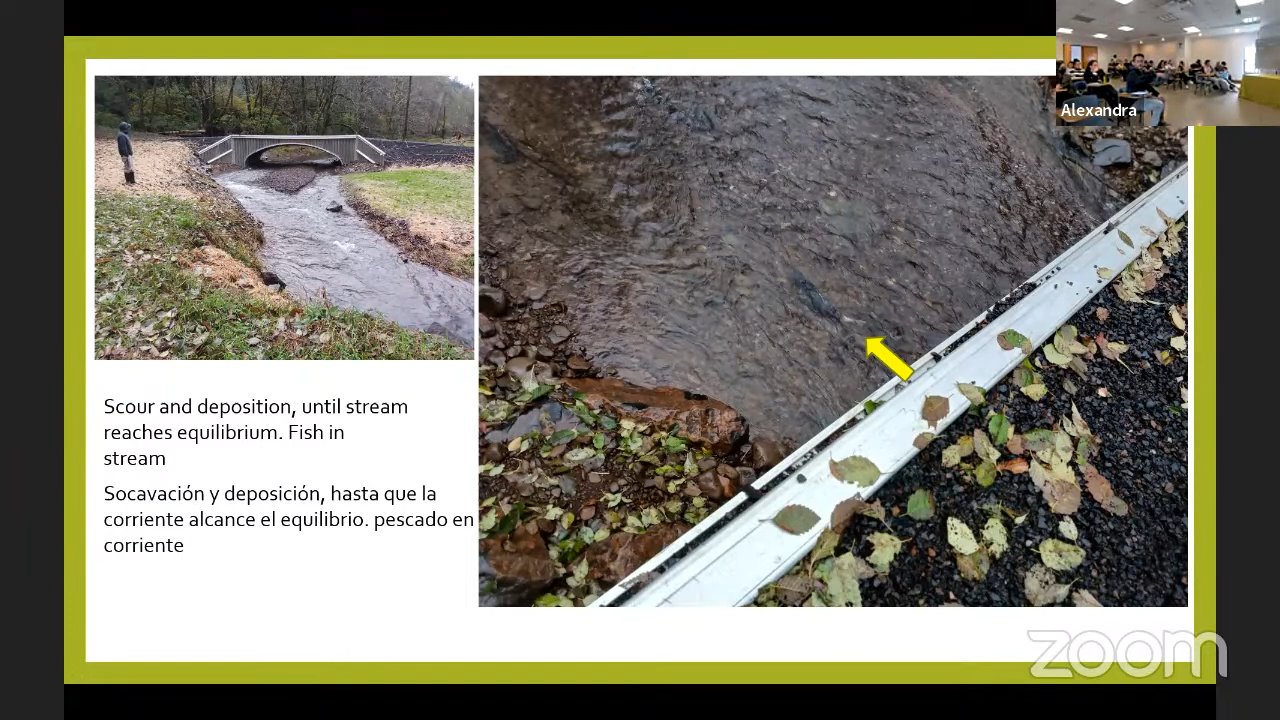 Alexandra
Scour and deposition, until stream
reaches equilibrium. Fish in
stream
Socavación y deposición, hasta que la
corriente alcance el equilibrio. pescado en
corriente
zoom